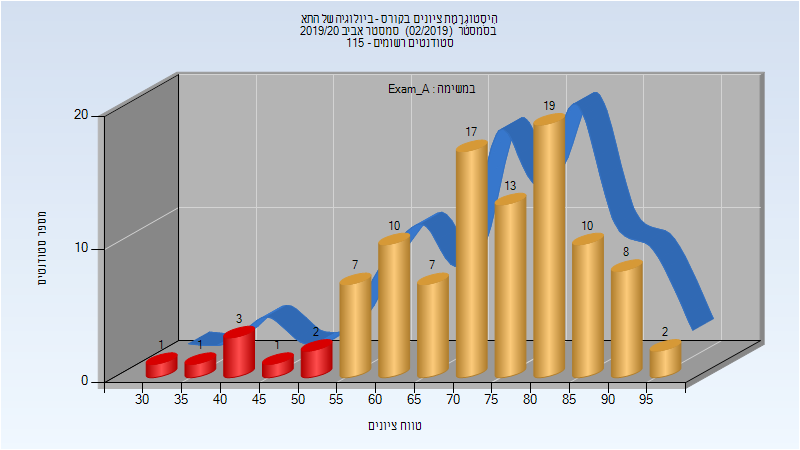 היסטוגרמת ציונים בקורס - ביולוגיה של התא
בסמסטר (02/2019) סמסטר אביב 2019/20
סטודנטים רשומים - 115
במשימה : Exam_A
מספר סטודנטים
20
10
0
1
1
3
1
2
7
10
7
17
13
19
10
8
2
30 35 40 45 50 55 60 65 70 75 80 85 90 95
טווח ציונים